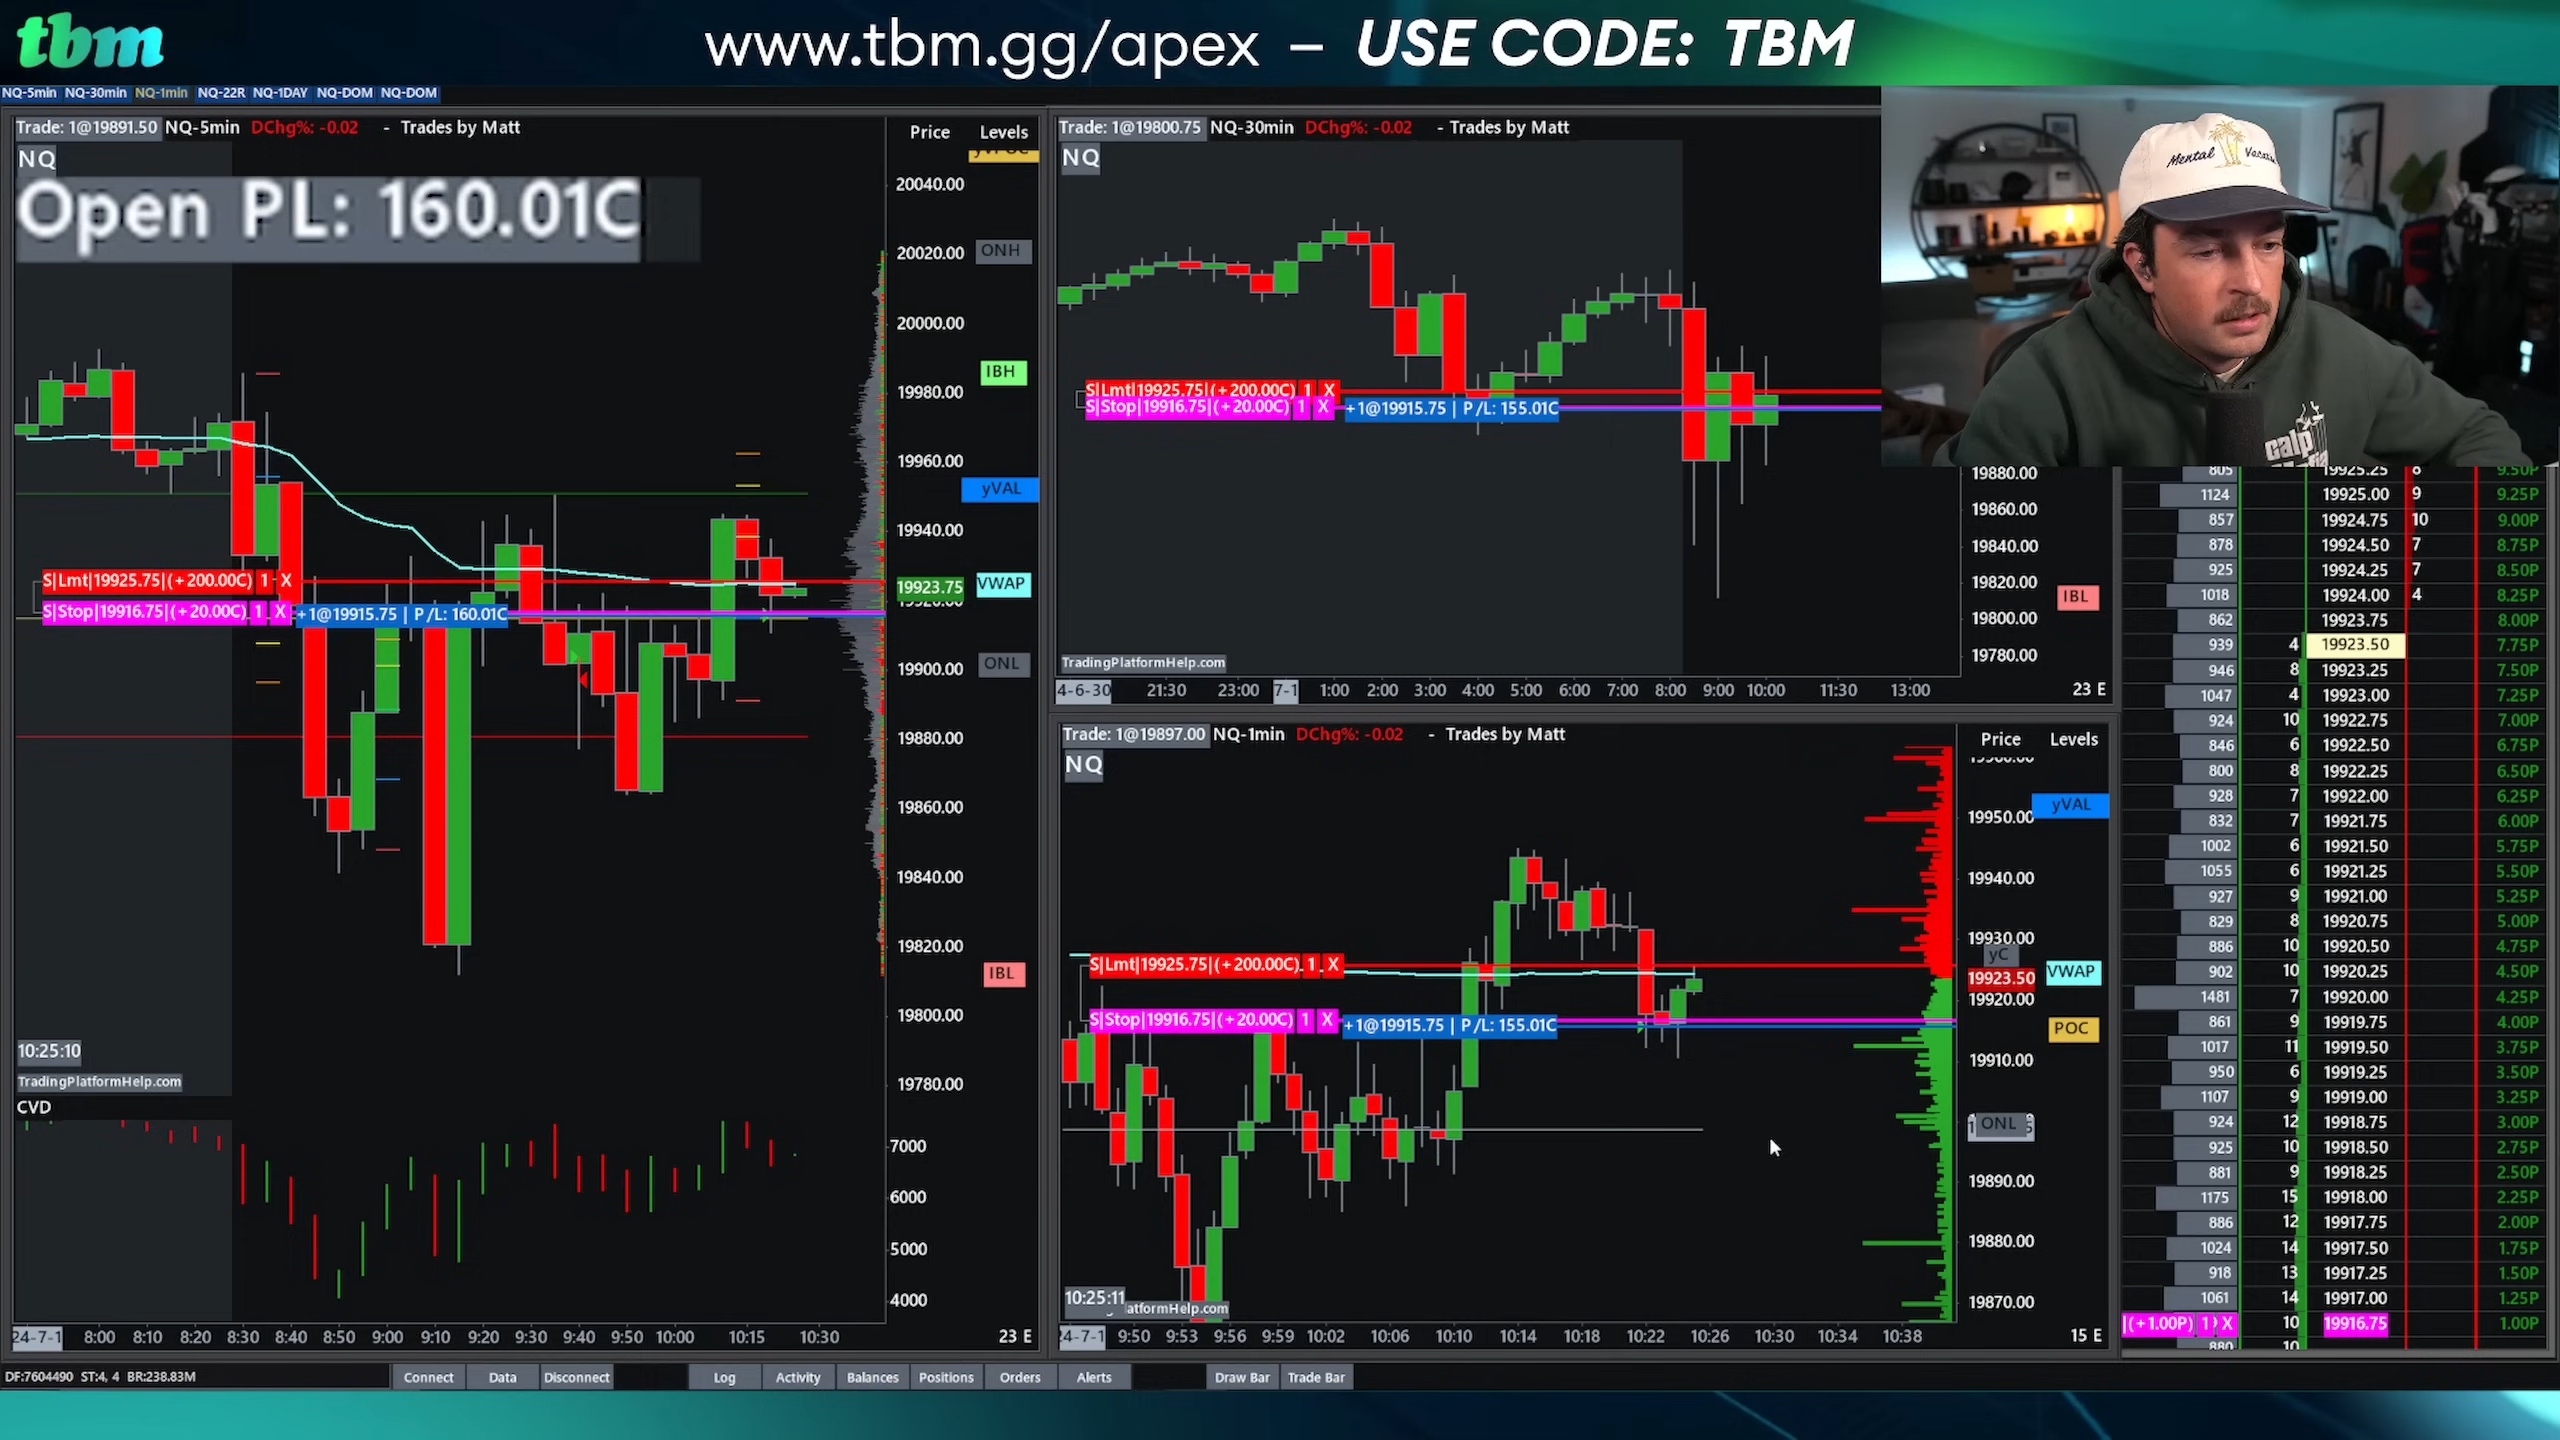 tbm
www.tbm.gg/apex – USE CODE: TBM
NQ-5min NQ-30min NQ-1min NQ-22R NQ-1DAY NQ-DOM NQ-DOM
Trade: 1@19891.50 NQ-5min DChg%: -0.02 - Trades by Matt
Price Levels
NQ
Open PL: 160.01C
20040.00
20020.00
ONH
20000.00
IBH
19980.00
19960.00
yVAL
19940.00
S|Lmt|19925.75|(+200.00C) 1 X
19923.75
VWAP
S|Stop|19916.75|(+20.00C) 1 X
+1@19915.75 | P/L: 160.01C
19900.00
ONL
19880.00
19860.00
19840.00
19820.00
IBL
19800.00
19780.00
10:25:10
TradingPlatformHelp.com
CVD
7000
6000
5000
4000
24-7-1 8:00 8:10 8:20 8:30 8:40 8:50 9:00 9:10 9:20 9:30 9:40 9:50 10:00 10:15 10:30
23 E
Trade: 1@19800.75 NQ-30min DChg%: -0.02 - Trades by Matt
NQ
S|Lmt|19925.75|(+200.00C) 1 X
S|Stop|19916.75|(+20.00C) 1 X
+1@19915.75 | P/L: 155.01C
19880.00
19860.00
19840.00
19820.00
IBL
19800.00
19780.00
TradingPlatformHelp.com
4-6-30 21:30 23:00 7-1 1:00 2:00 3:00 4:00 5:00 6:00 7:00 8:00 9:00 10:00 11:30 13:00
23 E
Trade: 1@19897.00 NQ-1min DChg%: -0.02 - Trades by Matt
Price Levels
NQ
yVAL
19950.00
19940.00
19930.00
yC
S|Lmt|19925.75|(+200.00C) 1 X
19923.50
VWAP
19920.00
S|Stop|19916.75|(+20.00C) 1 X
+1@19915.75 | P/L: 155.01C
POC
19910.00
ONL
19890.00
19880.00
19870.00
10:25:11
atformHelp.com
4-7-1 9:50 9:53 9:56 9:59 10:02 10:06 10:10 10:14 10:18 10:22 10:26 10:30 10:34 10:38
15 E
Mental
805 19925.25 8 9.50P
1124 19925.00 9 9.25P
857 19924.75 10 9.00P
878 19924.50 7 8.75P
925 19924.25 7 8.50P
1018 19924.00 4 8.25P
862 19923.75 8.00P
939 4 19923.50 7.75P
946 8 19923.25 7.50P
1047 4 19923.00 7.25P
924 10 19922.75 7.00P
846 6 19922.50 6.75P
800 8 19922.25 6.50P
928 7 19922.00 6.25P
832 7 19921.75 6.00P
1002 6 19921.50 5.75P
1055 6 19921.25 5.50P
927 9 19921.00 5.25P
829 8 19920.75 5.00P
886 10 19920.50 4.75P
902 10 19920.25 4.50P
1481 7 19920.00 4.25P
861 9 19919.75 4.00P
1017 11 19919.50 3.75P
950 6 19919.25 3.50P
1107 9 19919.00 3.25P
924 12 19918.75 3.00P
925 10 19918.50 2.75P
881 9 19918.25 2.50P
1175 15 19918.00 2.25P
886 12 19917.75 2.00P
1024 14 19917.50 1.75P
918 13 19917.25 1.50P
1061 14 19917.00 1.25P
|(+1.00P) 1 X 10 19916.75 1.00P
880 10
DF:7604490 ST:4, 4 BR:238.83M
Connect Data Disconnect Log Activity Balances Positions Orders Alerts Draw Bar Trade Bar